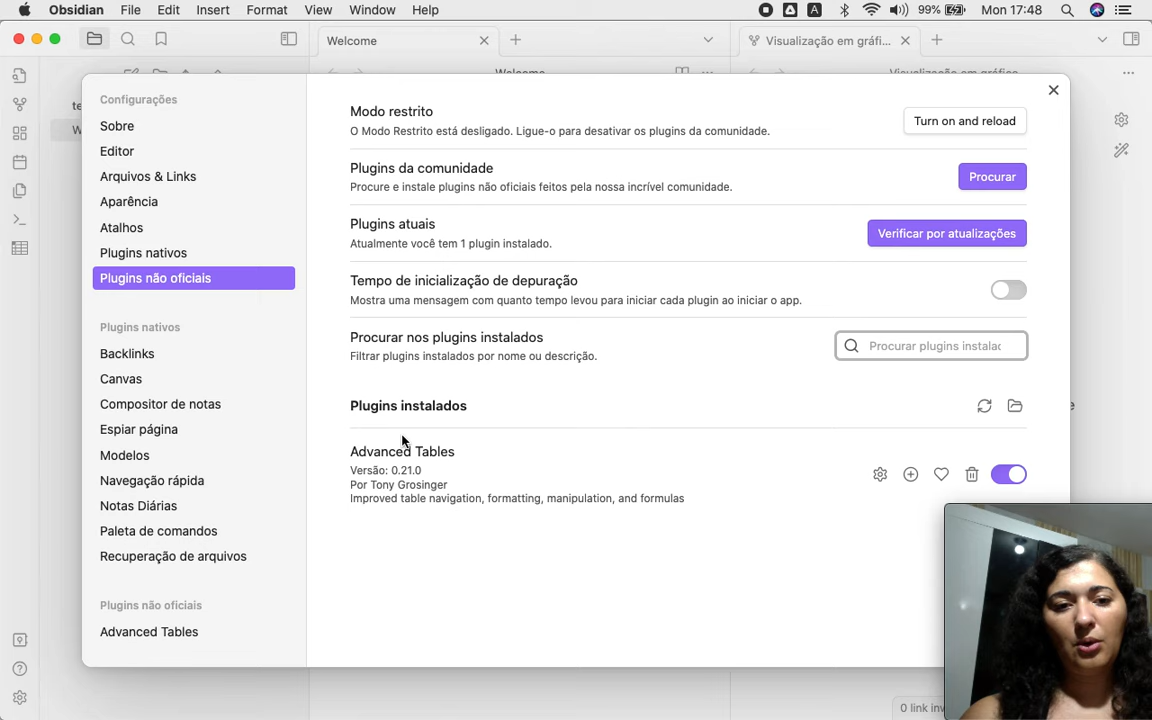 Obsidian File Edit Insert Format View Window Help
A 99% Mon 17:48
Welcome
Visualização em gráfi...
Configurações
Sobre
Editor
Arquivos & Links
Aparência
Atalhos
Plugins nativos
Plugins não oficiais
Plugins nativos
Backlinks
Canvas
Compositor de notas
Espiar página
Modelos
Navegação rápida
Notas Diárias
Paleta de comandos
Recuperação de arquivos
Plugins não oficiais
Advanced Tables
Modo restrito
O Modo Restrito está desligado. Ligue-o para desativar os plugins da comunidade.
Turn on and reload
Plugins da comunidade
Procure e instale plugins não oficiais feitos pela nossa incrível comunidade.
Procurar
Plugins atuais
Atualmente você tem 1 plugin instalado.
Verificar por atualizações
Tempo de inicialização de depuração
Mostra uma mensagem com quanto tempo levou para iniciar cada plugin ao iniciar o app.
Procurar nos plugins instalados
Filtrar plugins instalados por nome ou descrição.
Procurar plugins instalac
Plugins instalados
Advanced Tables
Versão: 0.21.0
Por Tony Grosinger
Improved table navigation, formatting, manipulation, and formulas
0 link inv